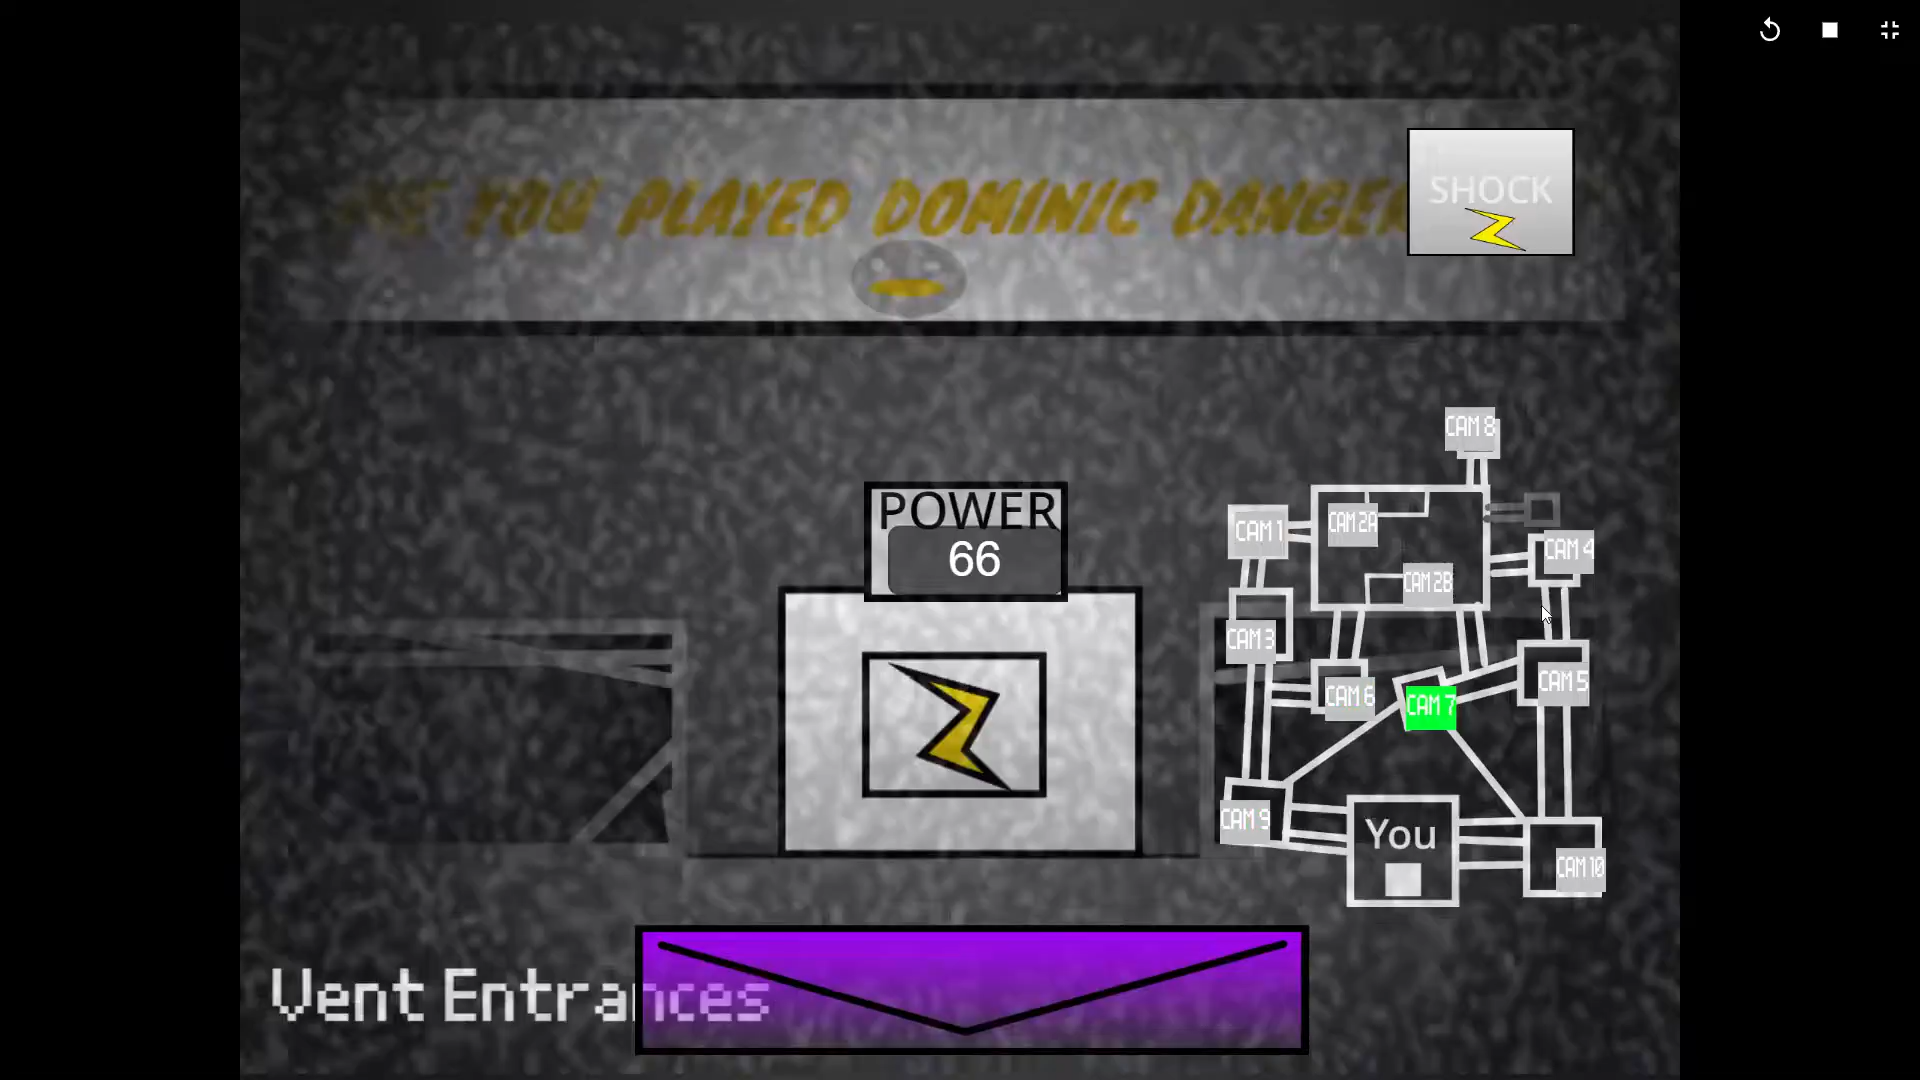 YOU PLAYED DOMINIC DANGER
SHOCK
CAM 8
POWER
66
CAM 1
CAM 2A
CAM 4
CAM 2B
CAM 3
CAM 5
CAM 6
CAM 7
CAM 9
You
CAM 10
Vent Entrances